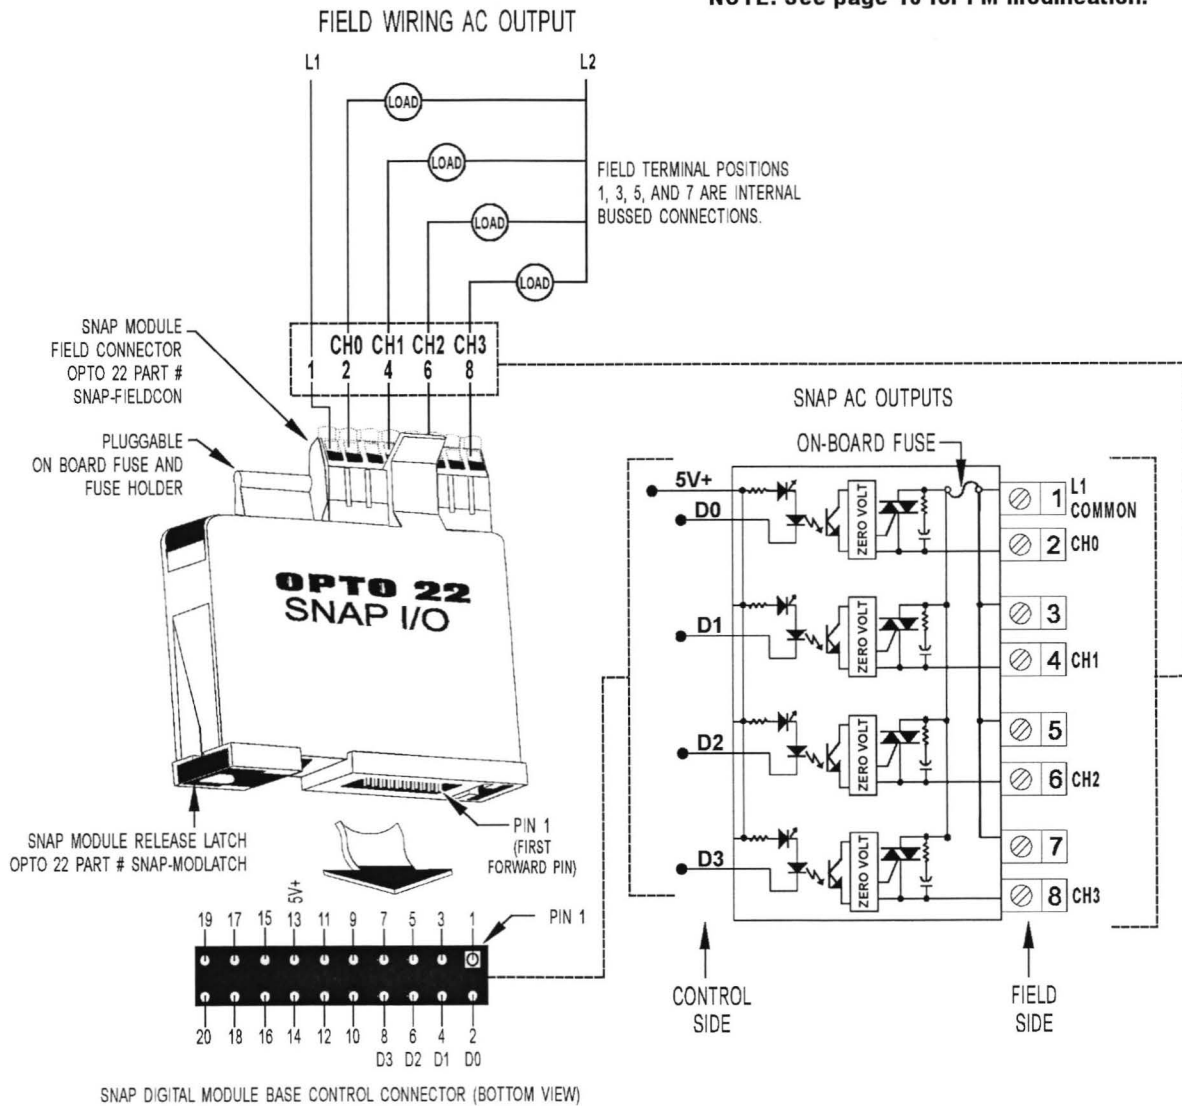 NOTE: See page 10 for FM modification.
FIELD WIRING AC OUTPUT
L1
L2
LOAD
LOAD
LOAD
LOAD
FIELD TERMINAL POSITIONS
1, 3, 5, AND 7 ARE INTERNAL
BUSSED CONNECTIONS.
SNAP MODULE
FIELD CONNECTOR
OPTO 22 PART #
SNAP-FIELDCON
CH0 CH1 CH2 CH3
1 2 4 6 8
PLUGGABLE
ON BOARD FUSE AND
FUSE HOLDER
OPTO 22
SNAP I/O
SNAP MODULE RELEASE LATCH
OPTO 22 PART # SNAP-MODLATCH
PIN 1
(FIRST
FORWARD PIN)
5V+
19 17 15 13 11 9 7 5 3 1
PIN 1
20 18 16 14 12 10 8 6 4 2
D3 D2 D1 D0
SNAP DIGITAL MODULE BASE CONTROL CONNECTOR (BOTTOM VIEW)
SNAP AC OUTPUTS
ON-BOARD FUSE
5V+
D0
ZERO VOLT
1 L1
COMMON
2 CH0
D1
ZERO VOLT
3
4 CH1
D2
ZERO VOLT
5
6 CH2
D3
ZERO VOLT
7
8 CH3
CONTROL
SIDE
FIELD
SIDE